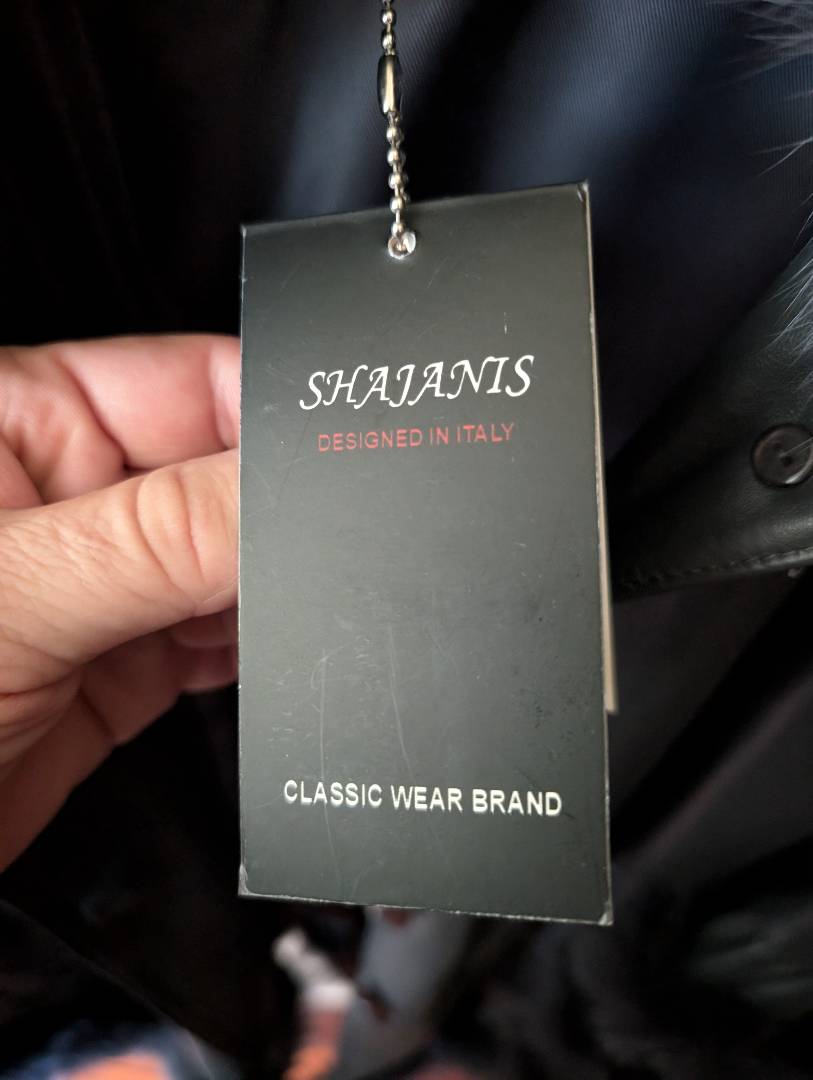 SHAJANIS
DESIGNED IN ITALY
CLASSIC WEAR BRAND